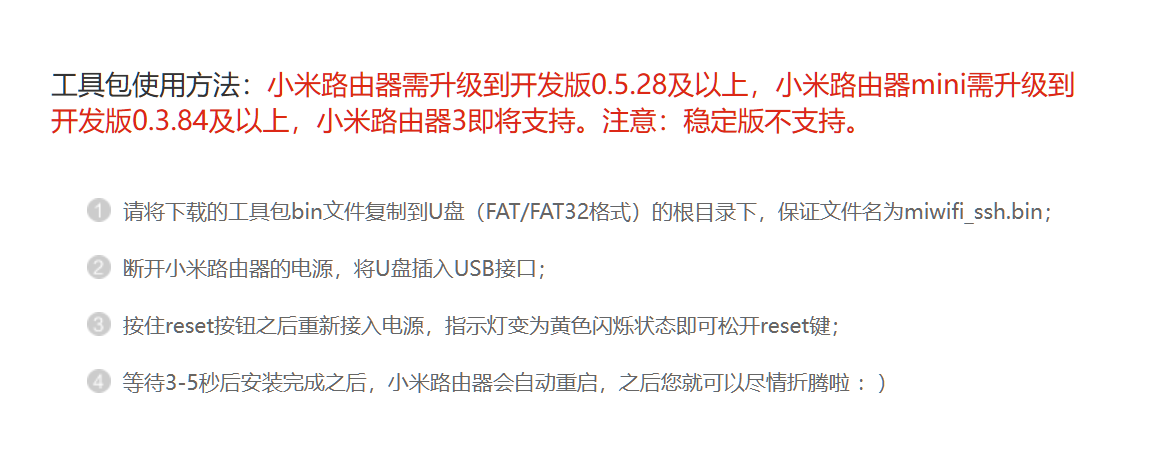 工具包使用方法：小米路由器需升级到开发版0.5.28及以上，小米路由器mini需升级到
开发版0.3.84及以上，小米路由器3即将支持。注意：稳定版不支持。
1 请将下载的工具包bin文件复制到U盘（FAT/FAT32格式）的根目录下，保证文件名为miwifi_ssh.bin；
2 断开小米路由器的电源，将U盘插入USB接口；
3 按住reset按钮之后重新接入电源，指示灯变为黄色闪烁状态即可松开reset键；
4 等待3-5秒后安装完成之后，小米路由器会自动重启，之后您就可以尽情折腾啦 ：）